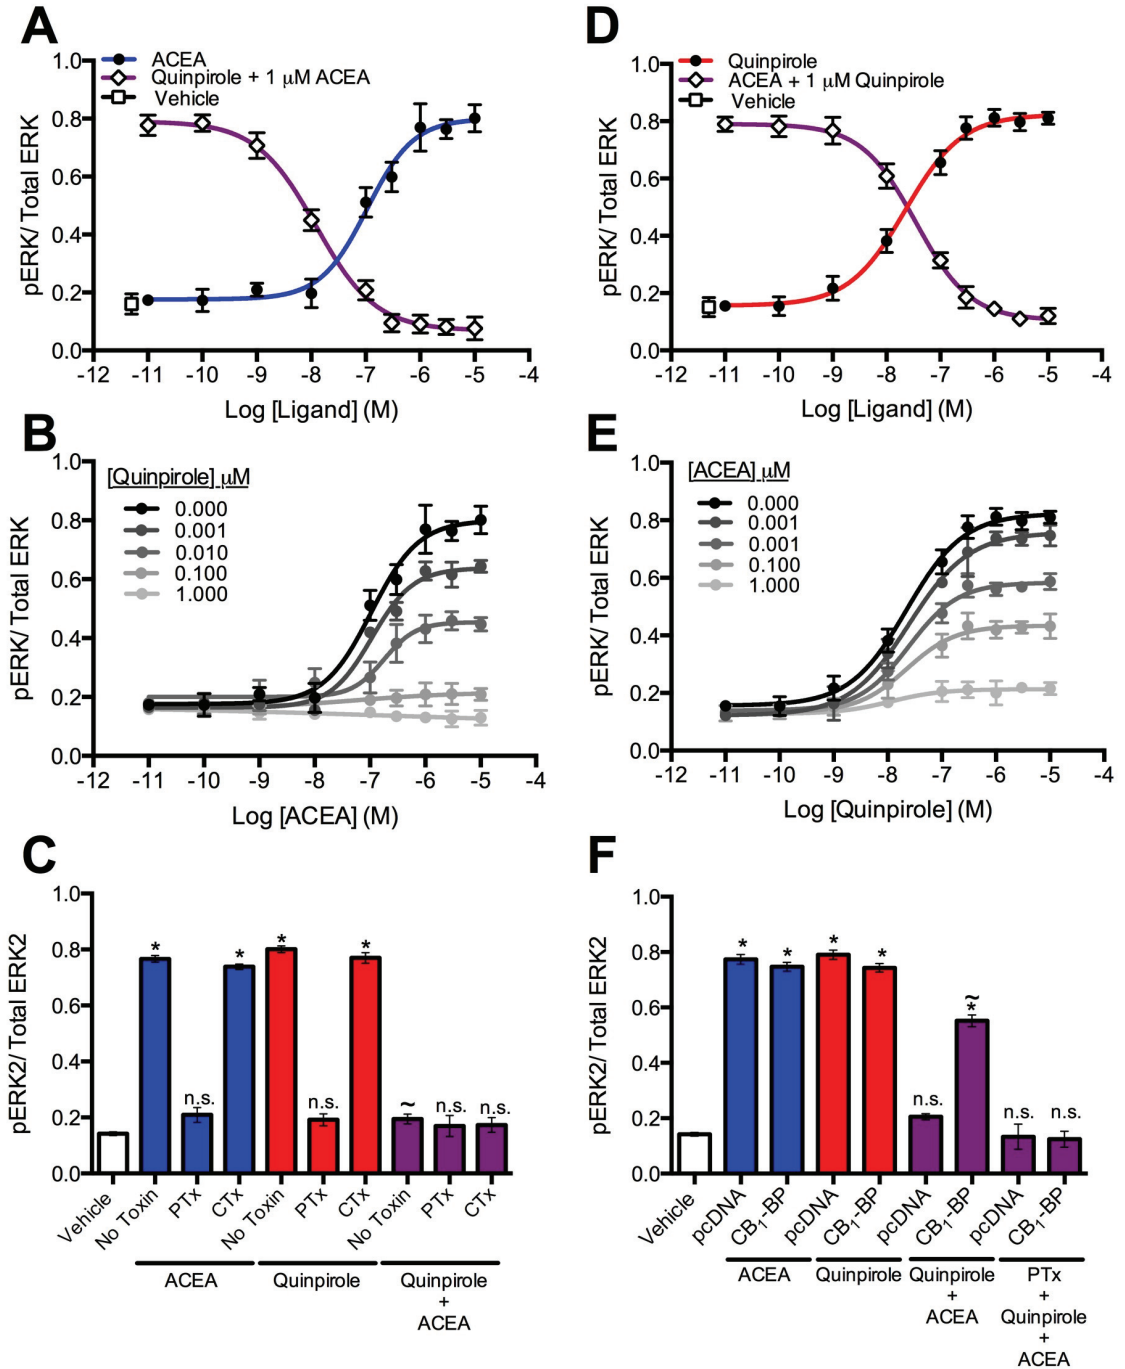 A
ACEA
Quinpirole + 1 µM ACEA
Vehicle
pERK/ Total ERK
1.0
0.8
0.6
0.4
0.2
0.0
-12 -11 -10 -9 -8 -7 -6 -5 -4
Log [Ligand] (M)
D
Quinpirole
ACEA + 1 µM Quinpirole
Vehicle
pERK/ Total ERK
1.0
0.8
0.6
0.4
0.2
0.0
-12 -11 -10 -9 -8 -7 -6 -5 -4
Log [Ligand] (M)
B
[Quinpirole] µM
0.000
0.001
0.010
0.100
1.000
pERK/ Total ERK
1.0
0.8
0.6
0.4
0.2
0.0
-12 -11 -10 -9 -8 -7 -6 -5 -4
Log [ACEA] (M)
E
[ACEA] µM
0.000
0.001
0.001
0.100
1.000
pERK/ Total ERK
1.0
0.8
0.6
0.4
0.2
0.0
-12 -11 -10 -9 -8 -7 -6 -5 -4
Log [Quinpirole] (M)
C
pERK2/ Total ERK2
1.0
0.8
0.6
0.4
0.2
0.0
* n.s. * * n.s. * ~ n.s. n.s.
Vehicle No Toxin PTx CTx No Toxin PTx CTx No Toxin PTx CTx
ACEA Quinpirole Quinpirole
+
ACEA
F
pERK2/ Total ERK2
1.0
0.8
0.6
0.4
0.2
0.0
* * * * n.s. ~
* n.s. n.s.
Vehicle pcDNA CB₁-BP pcDNA CB₁-BP pcDNA CB₁-BP pcDNA CB₁-BP
ACEA Quinpirole Quinpirole PTx
+ +
ACEA Quinpirole
+
ACEA